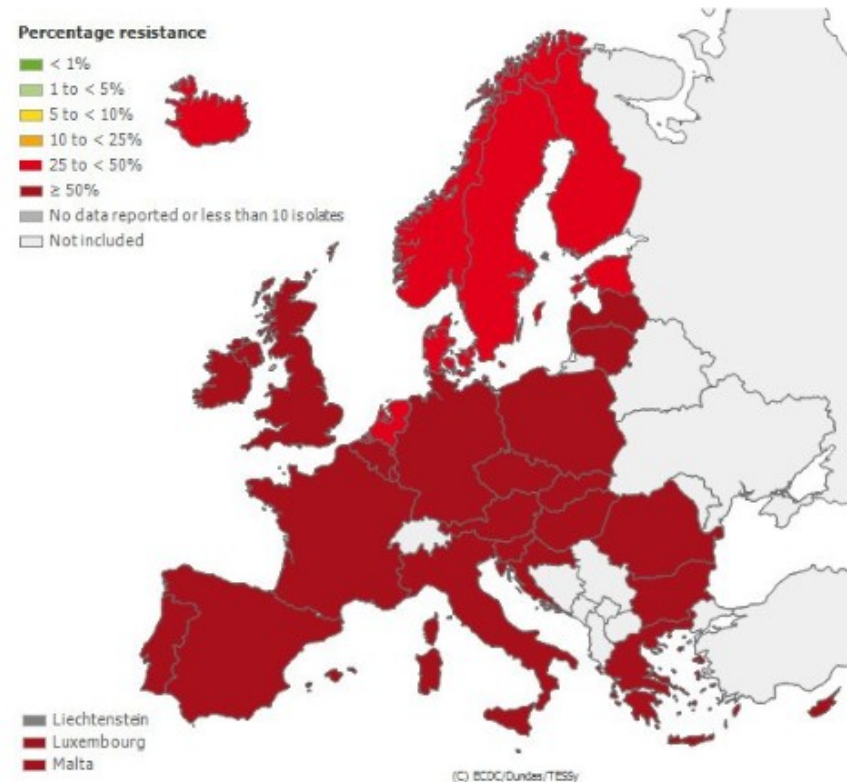 Percentage resistance
< 1%
1 to < 5%
5 to < 10%
10 to < 25%
25 to < 50%
≥ 50%
No data reported or less than 10 isolates
Not included
Liechtenstein
Luxembourg
Malta
(C) ECDC/Dundas/TESSy